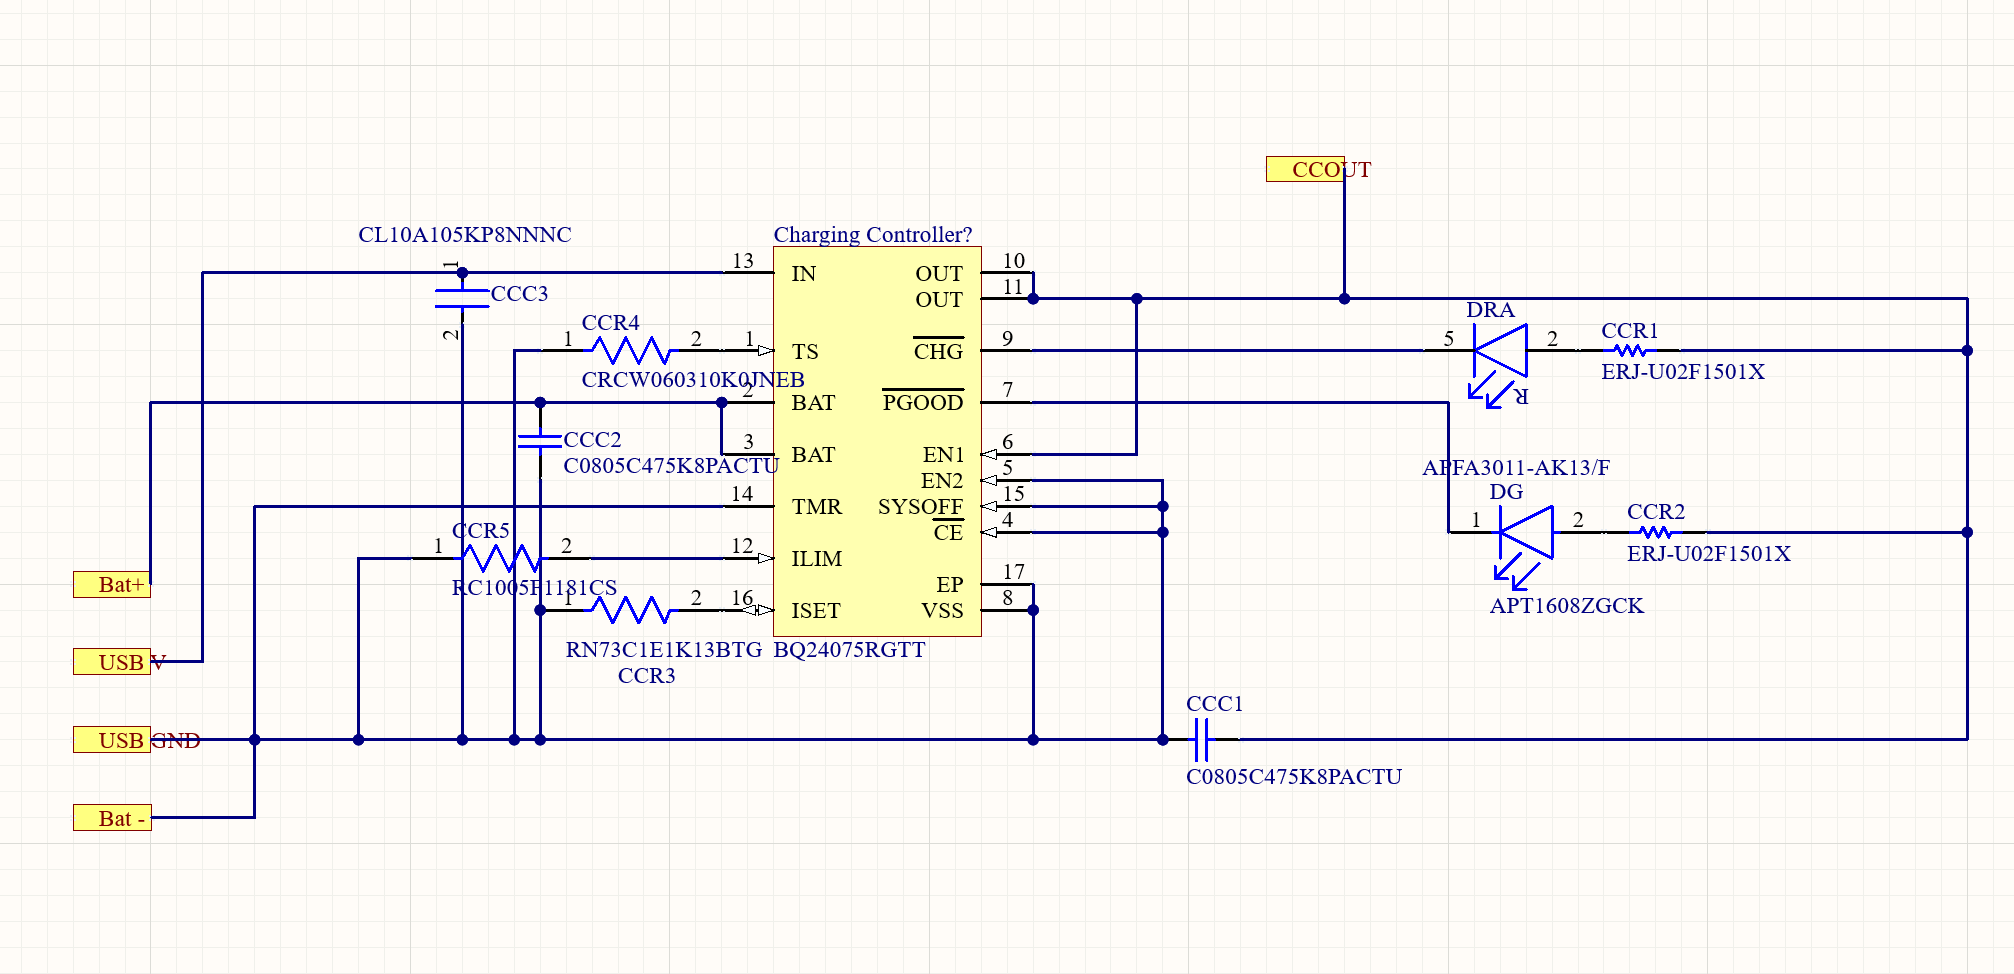 CCOUT
CL10A105KP8NNNC
Charging Controller?
1
CCC3
2
13
IN
OUT
10
OUT
11
CCR4
1
2
1
TS
CHG
9
CRCW060310K0JNEB
2
BAT
PGOOD
7
3
BAT
EN1
6
CCC2
C0805C475K8PACTU
EN2
5
14
TMR
SYSOFF
15
CE
4
CCR5
1
2
12
ILIM
RC1005F1181CS
EP
17
1
2
16
ISET
VSS
8
RN73C1E1K13BTG
BQ24075RGTT
CCR3
DRA
5
2
R
CCR1
ERJ-U02F1501X
APFA3011-AK13/F
DG
1
2
CCR2
ERJ-U02F1501X
APT1608ZGCK
Bat+
USB V
USB GND
Bat -
CCC1
C0805C475K8PACTU